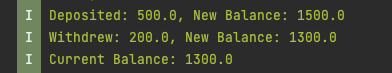 I Deposited: 500.0, New Balance: 1500.0
I Withdrew: 200.0, New Balance: 1300.0
I Current Balance: 1300.0